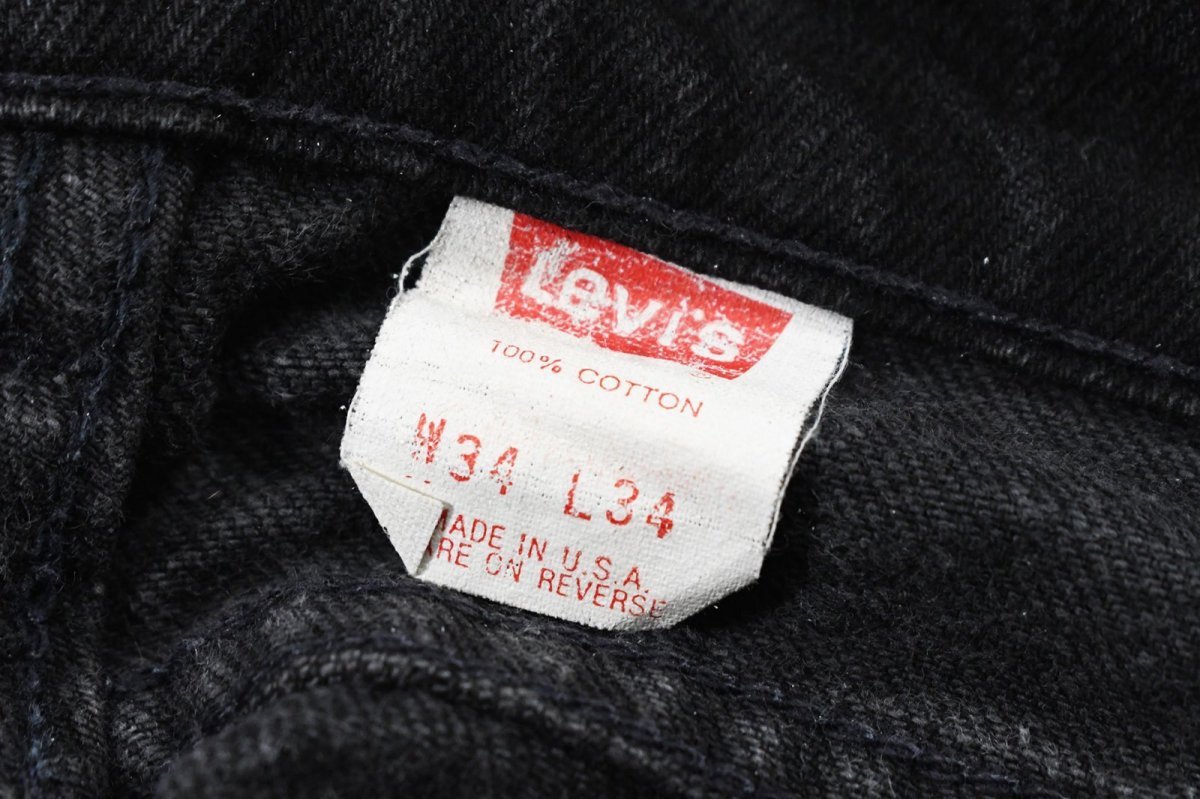 Levi's
100% COTTON
W34 L34
MADE IN U.S.A.
ARE ON REVERSE